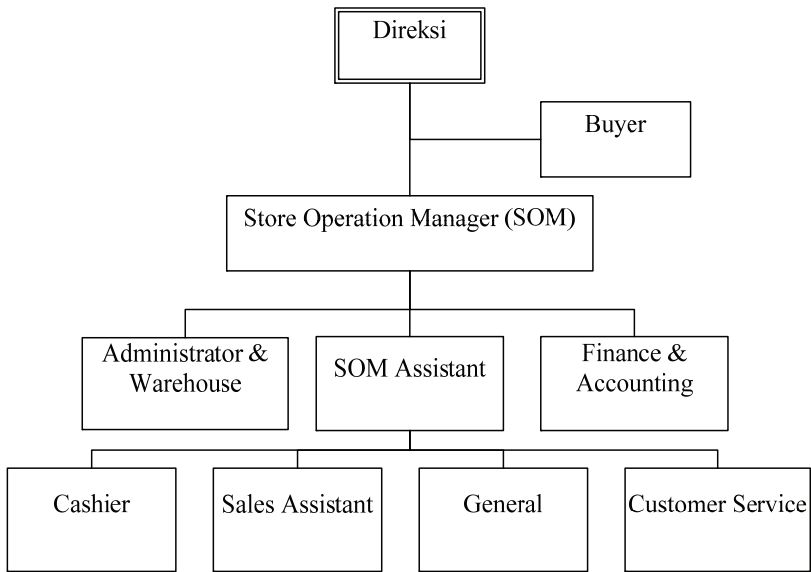 Direksi
Buyer
Store Operation Manager (SOM)
Administrator &
Warehouse
SOM Assistant
Finance &
Accounting
Cashier
Sales Assistant
General
Customer Service